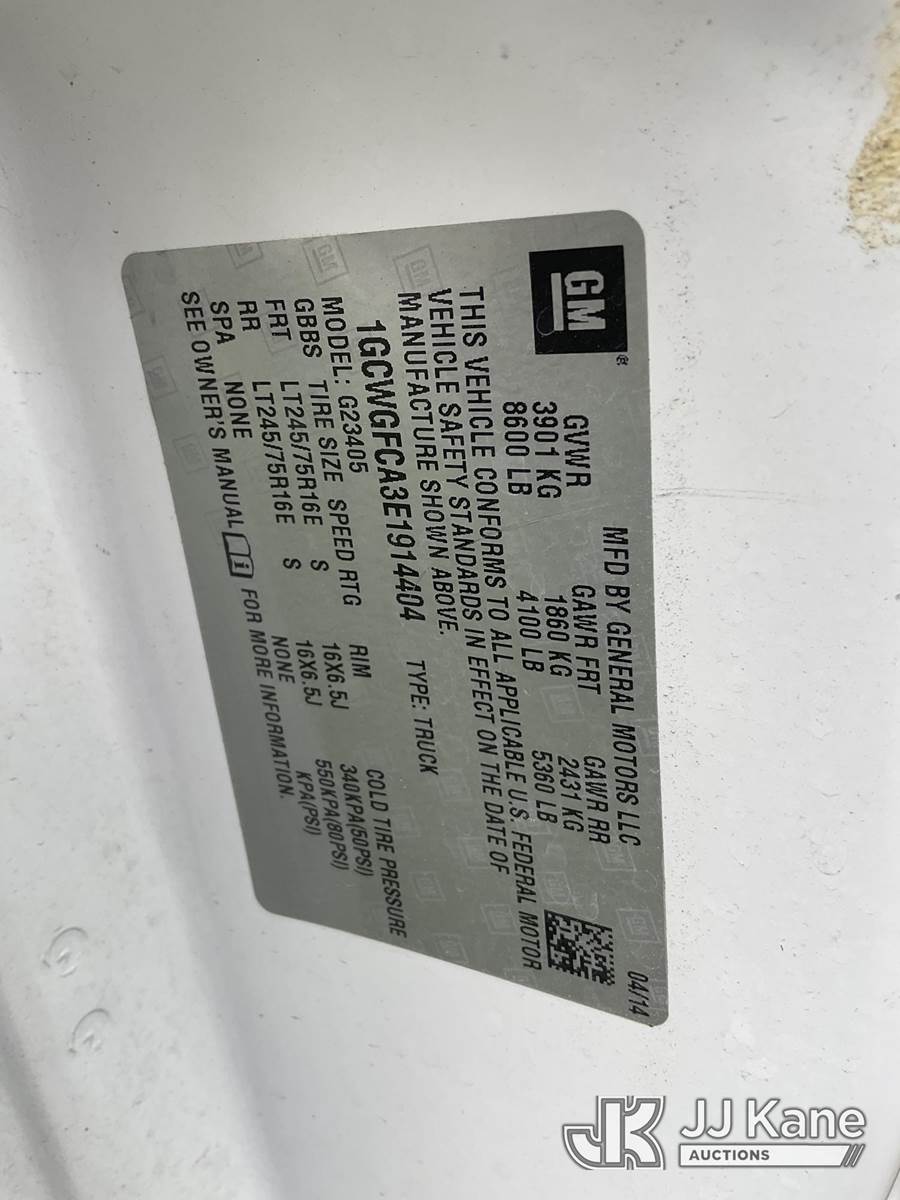 GM®
MFD BY GENERAL MOTORS LLC 04/14
GVWR GAWR FRT GAWR RR
3901 KG 1860 KG 2431 KG
8600 LB 4100 LB 5360 LB
THIS VEHICLE CONFORMS TO ALL APPLICABLE U.S. FEDERAL MOTOR
VEHICLE SAFETY STANDARDS IN EFFECT ON THE DATE OF
MANUFACTURE SHOWN ABOVE.
1GCWGFCA3E1914404 TYPE: TRUCK
MODEL: G23405
GBBS TIRE SIZE SPEED RTG RIM COLD TIRE PRESSURE
FRT LT245/75R16E S 16X6.5J 340KPA(50PSI)
RR LT245/75R16E S 16X6.5J 550KPA(80PSI)
SPA NONE NONE KPA(PSI)
SEE OWNER'S MANUAL i FOR MORE INFORMATION.
JK JJ Kane
AUCTIONS